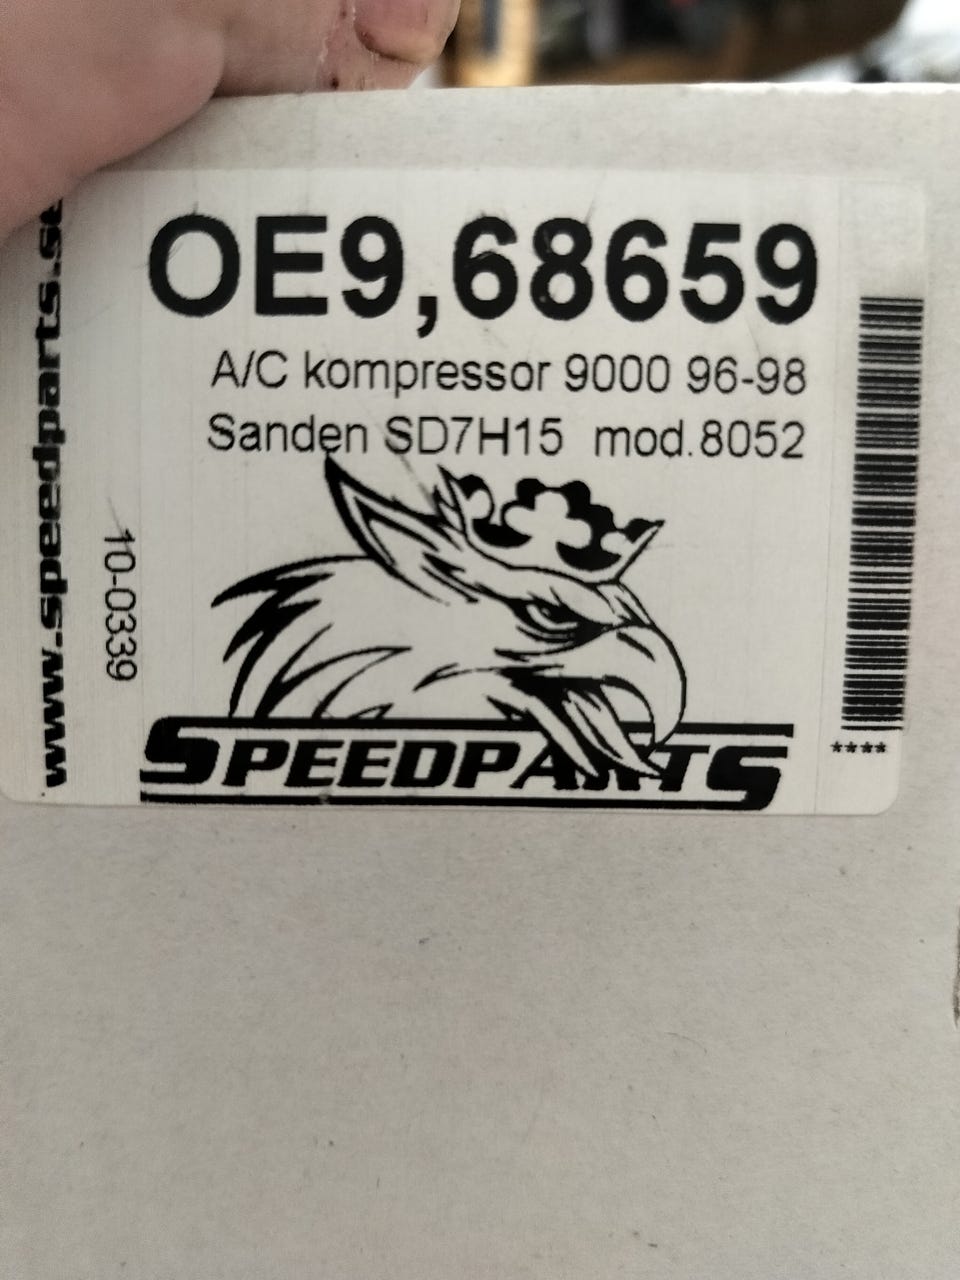 OE9,68659
A/C kompressor 9000 96-98
Sanden SD7H15 mod.8052
10-0339
www.speedparts.se
SPEEDPARTS
****